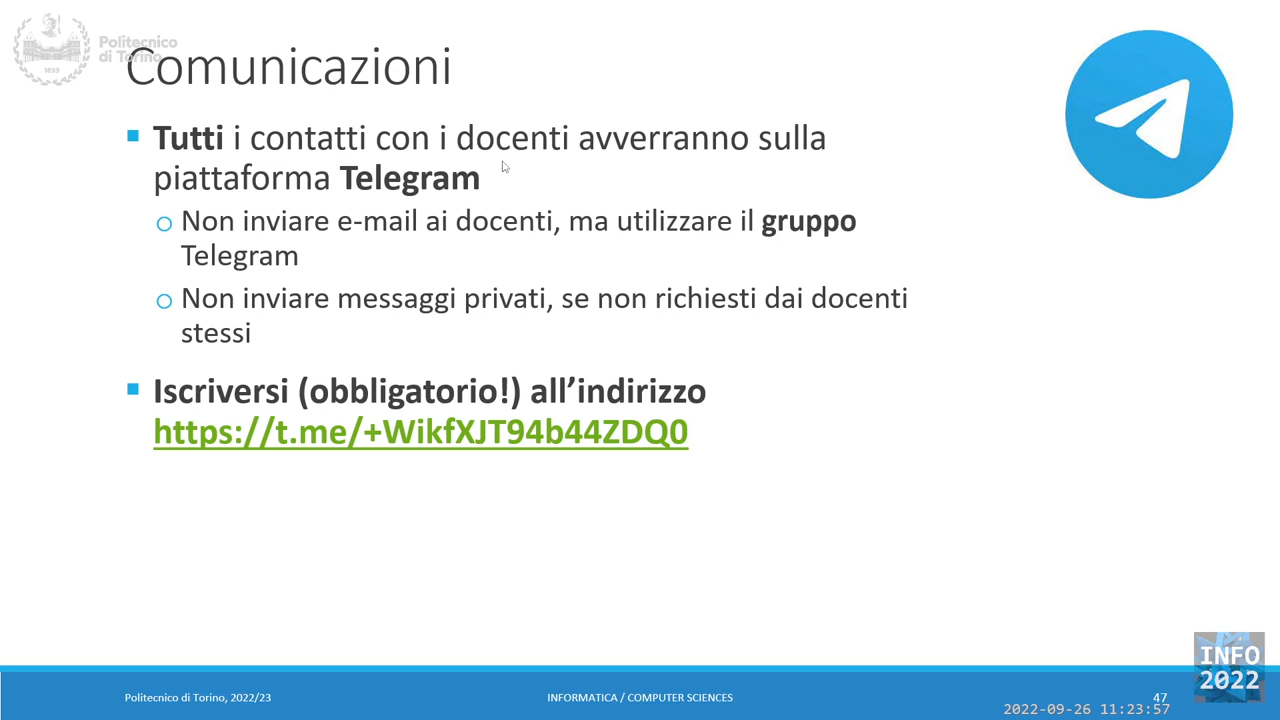 Politecnico
di Torino
1859
Comunicazioni
Tutti i contatti con i docenti avverranno sulla
piattaforma Telegram
Non inviare e-mail ai docenti, ma utilizzare il gruppo
Telegram
Non inviare messaggi privati, se non richiesti dai docenti
stessi
Iscriversi (obbligatorio!) all’indirizzo
https://t.me/+WikfXJT94b44ZDQ0
INFO
2022
Politecnico di Torino, 2022/23
INFORMATICA / COMPUTER SCIENCES
47
2022-09-26 11:23:57